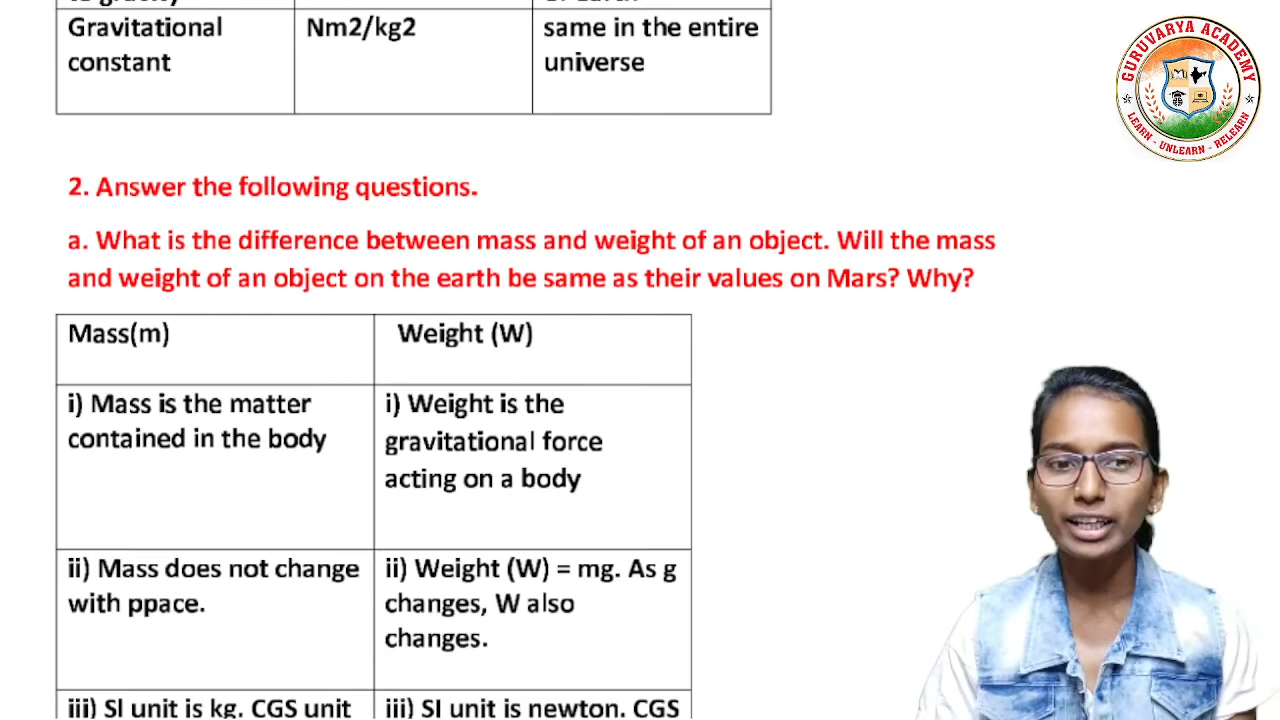 Gravitational Nm2/kg2 same in the entire
constant universe
GURUVARYA ACADEMY
LEARN - UNLEARN - RELEARN
2. Answer the following questions.
a. What is the difference between mass and weight of an object. Will the mass
and weight of an object on the earth be same as their values on Mars? Why?
Mass(m) Weight (W)
i) Mass is the matter
contained in the body
i) Weight is the
gravitational force
acting on a body
ii) Mass does not change
with ppace.
ii) Weight (W) = mg. As g
changes, W also
changes.
iii) SI unit is kg. CGS unit
iii) SI unit is newton. CGS